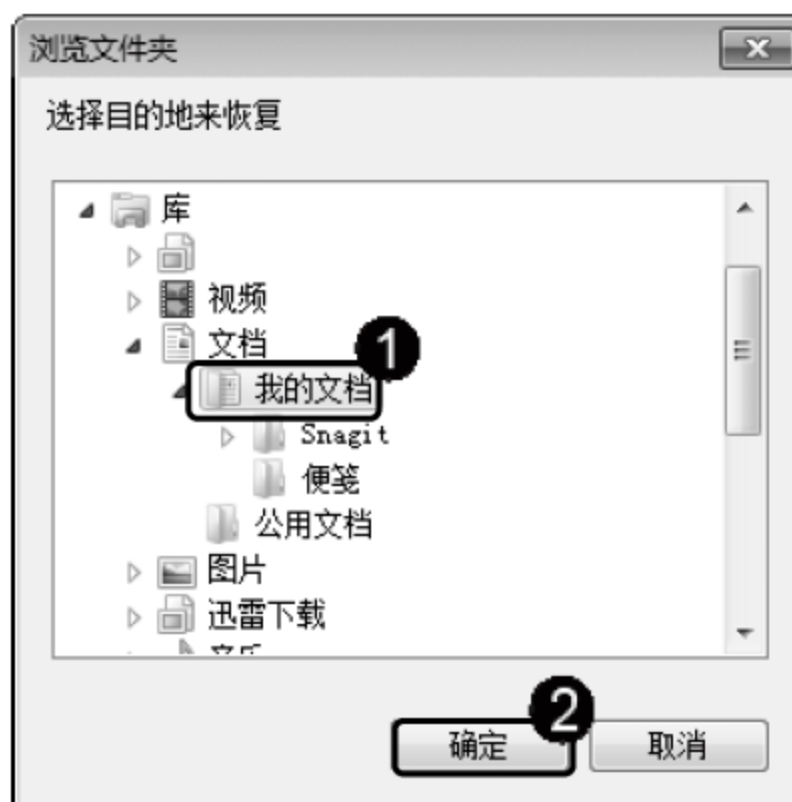 浏览文件夹
选择目的地来恢复
库
视频
文档
1
我的文档
Snagit
便笺
公用文档
图片
迅雷下载
2
确定 取消